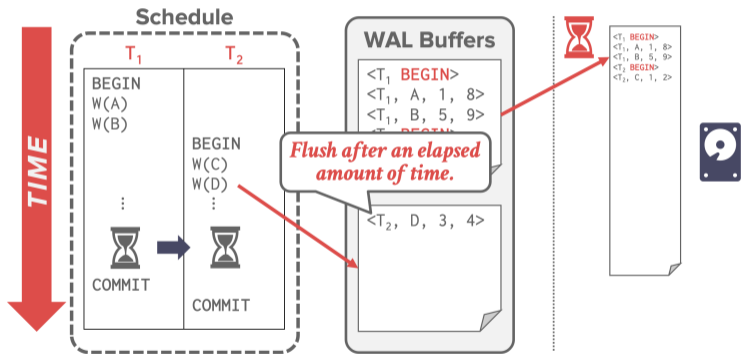 Schedule
TIME
T1
T2
BEGIN
W(A)
W(B)
⋮
COMMIT
BEGIN
W(C)
W(D)
⋮
COMMIT
WAL Buffers
<T1 BEGIN>
<T1, A, 1, 8>
<T1, B, 5, 9>
Flush after an elapsed
amount of time.
<T2, D, 3, 4>
<T1 BEGIN>
<T1, A, 1, 8>
<T1, B, 5, 9>
<T2 BEGIN>
<T2, C, 1, 2>